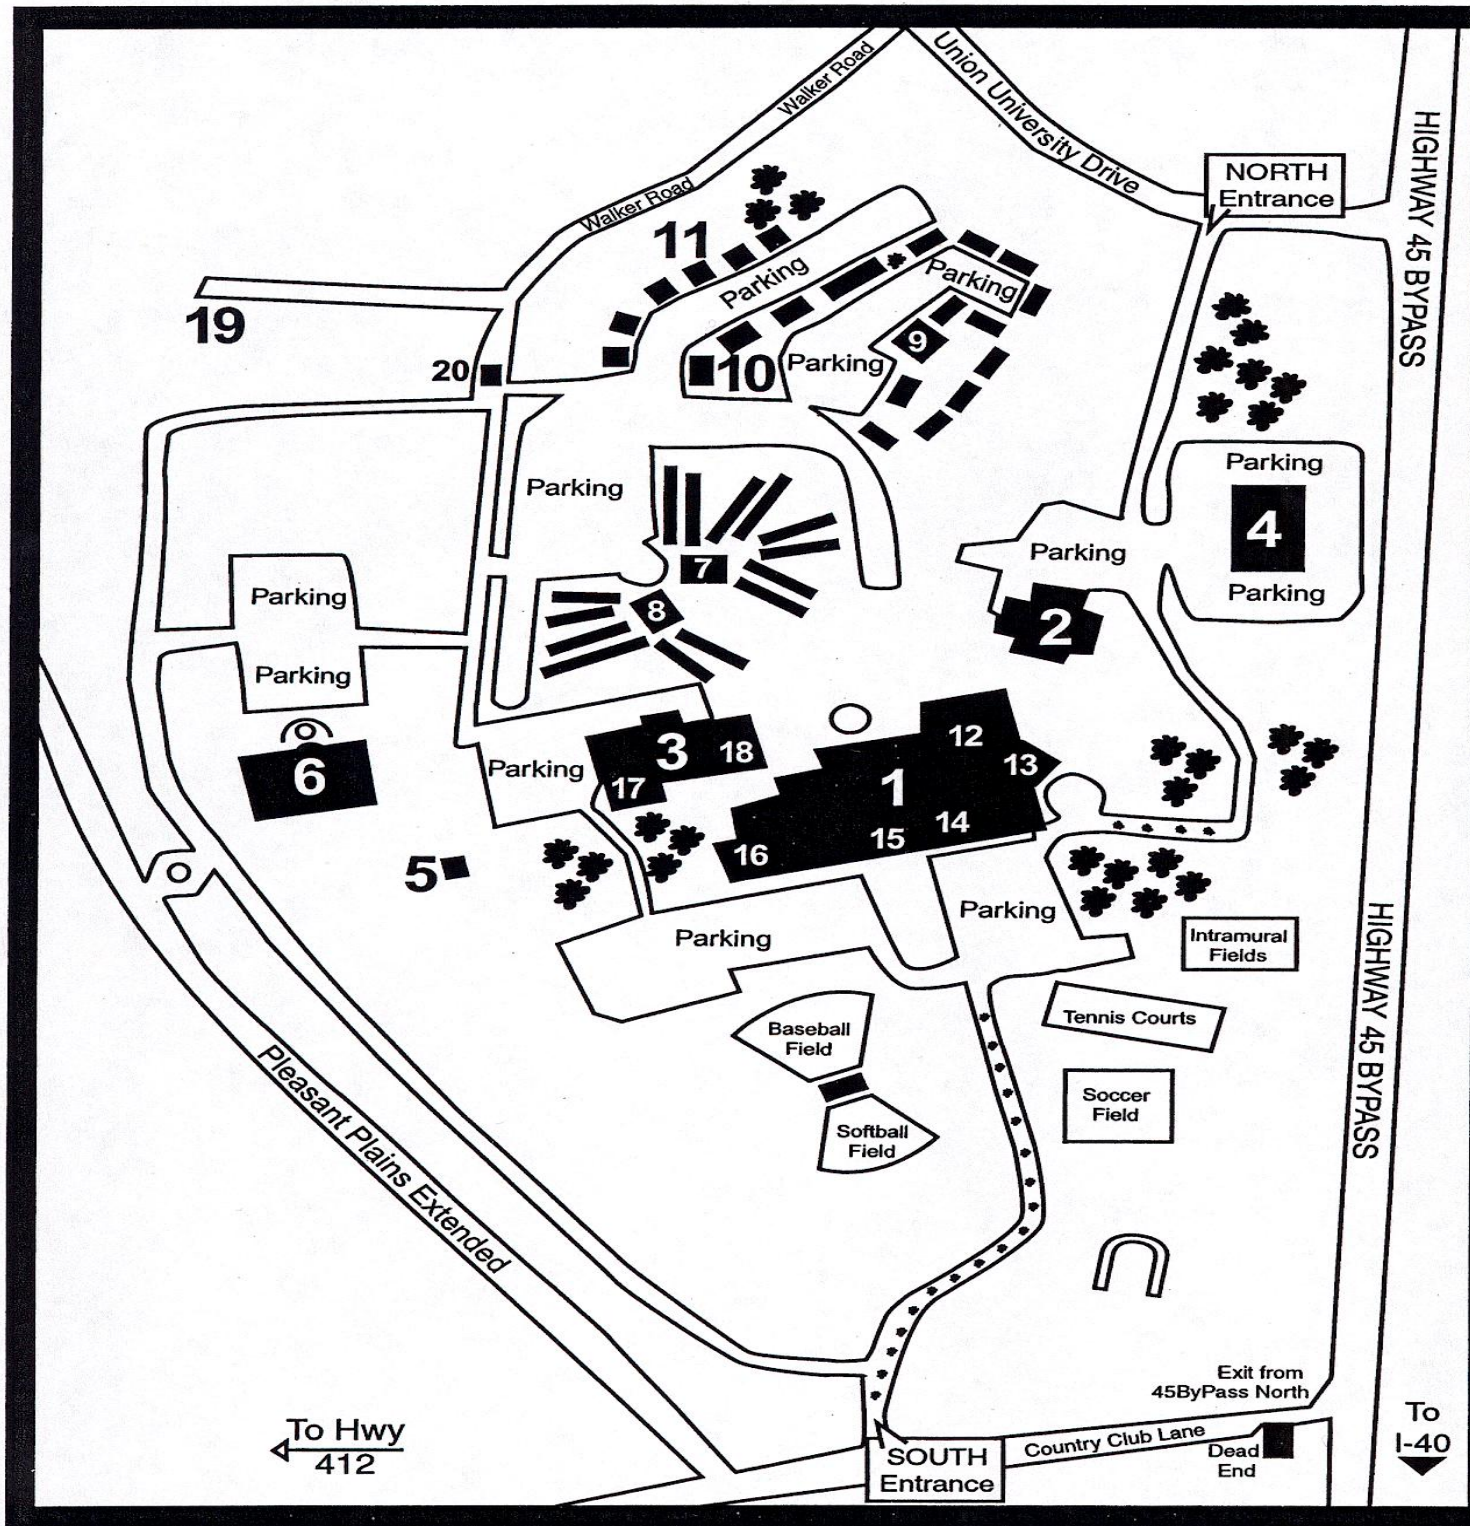 Walker Road
Union University Drive
HIGHWAY 45 BYPASS
NORTH
Entrance
Walker Road
11
Parking
Parking
19
20
10
Parking
9
Parking
Parking
4
Parking
Parking
Parking
7
8
2
Parking
Parking
6
Parking
3
18
17
12
13
1
14
15
16
5
Parking
Parking
Intramural
Fields
HIGHWAY 45 BYPASS
Tennis Courts
Baseball
Field
Soccer
Field
Softball
Field
Pleasant Plains Extended
Exit from
45ByPass North
To Hwy
412
SOUTH
Entrance
Country Club Lane
Dead
End
To
I-40